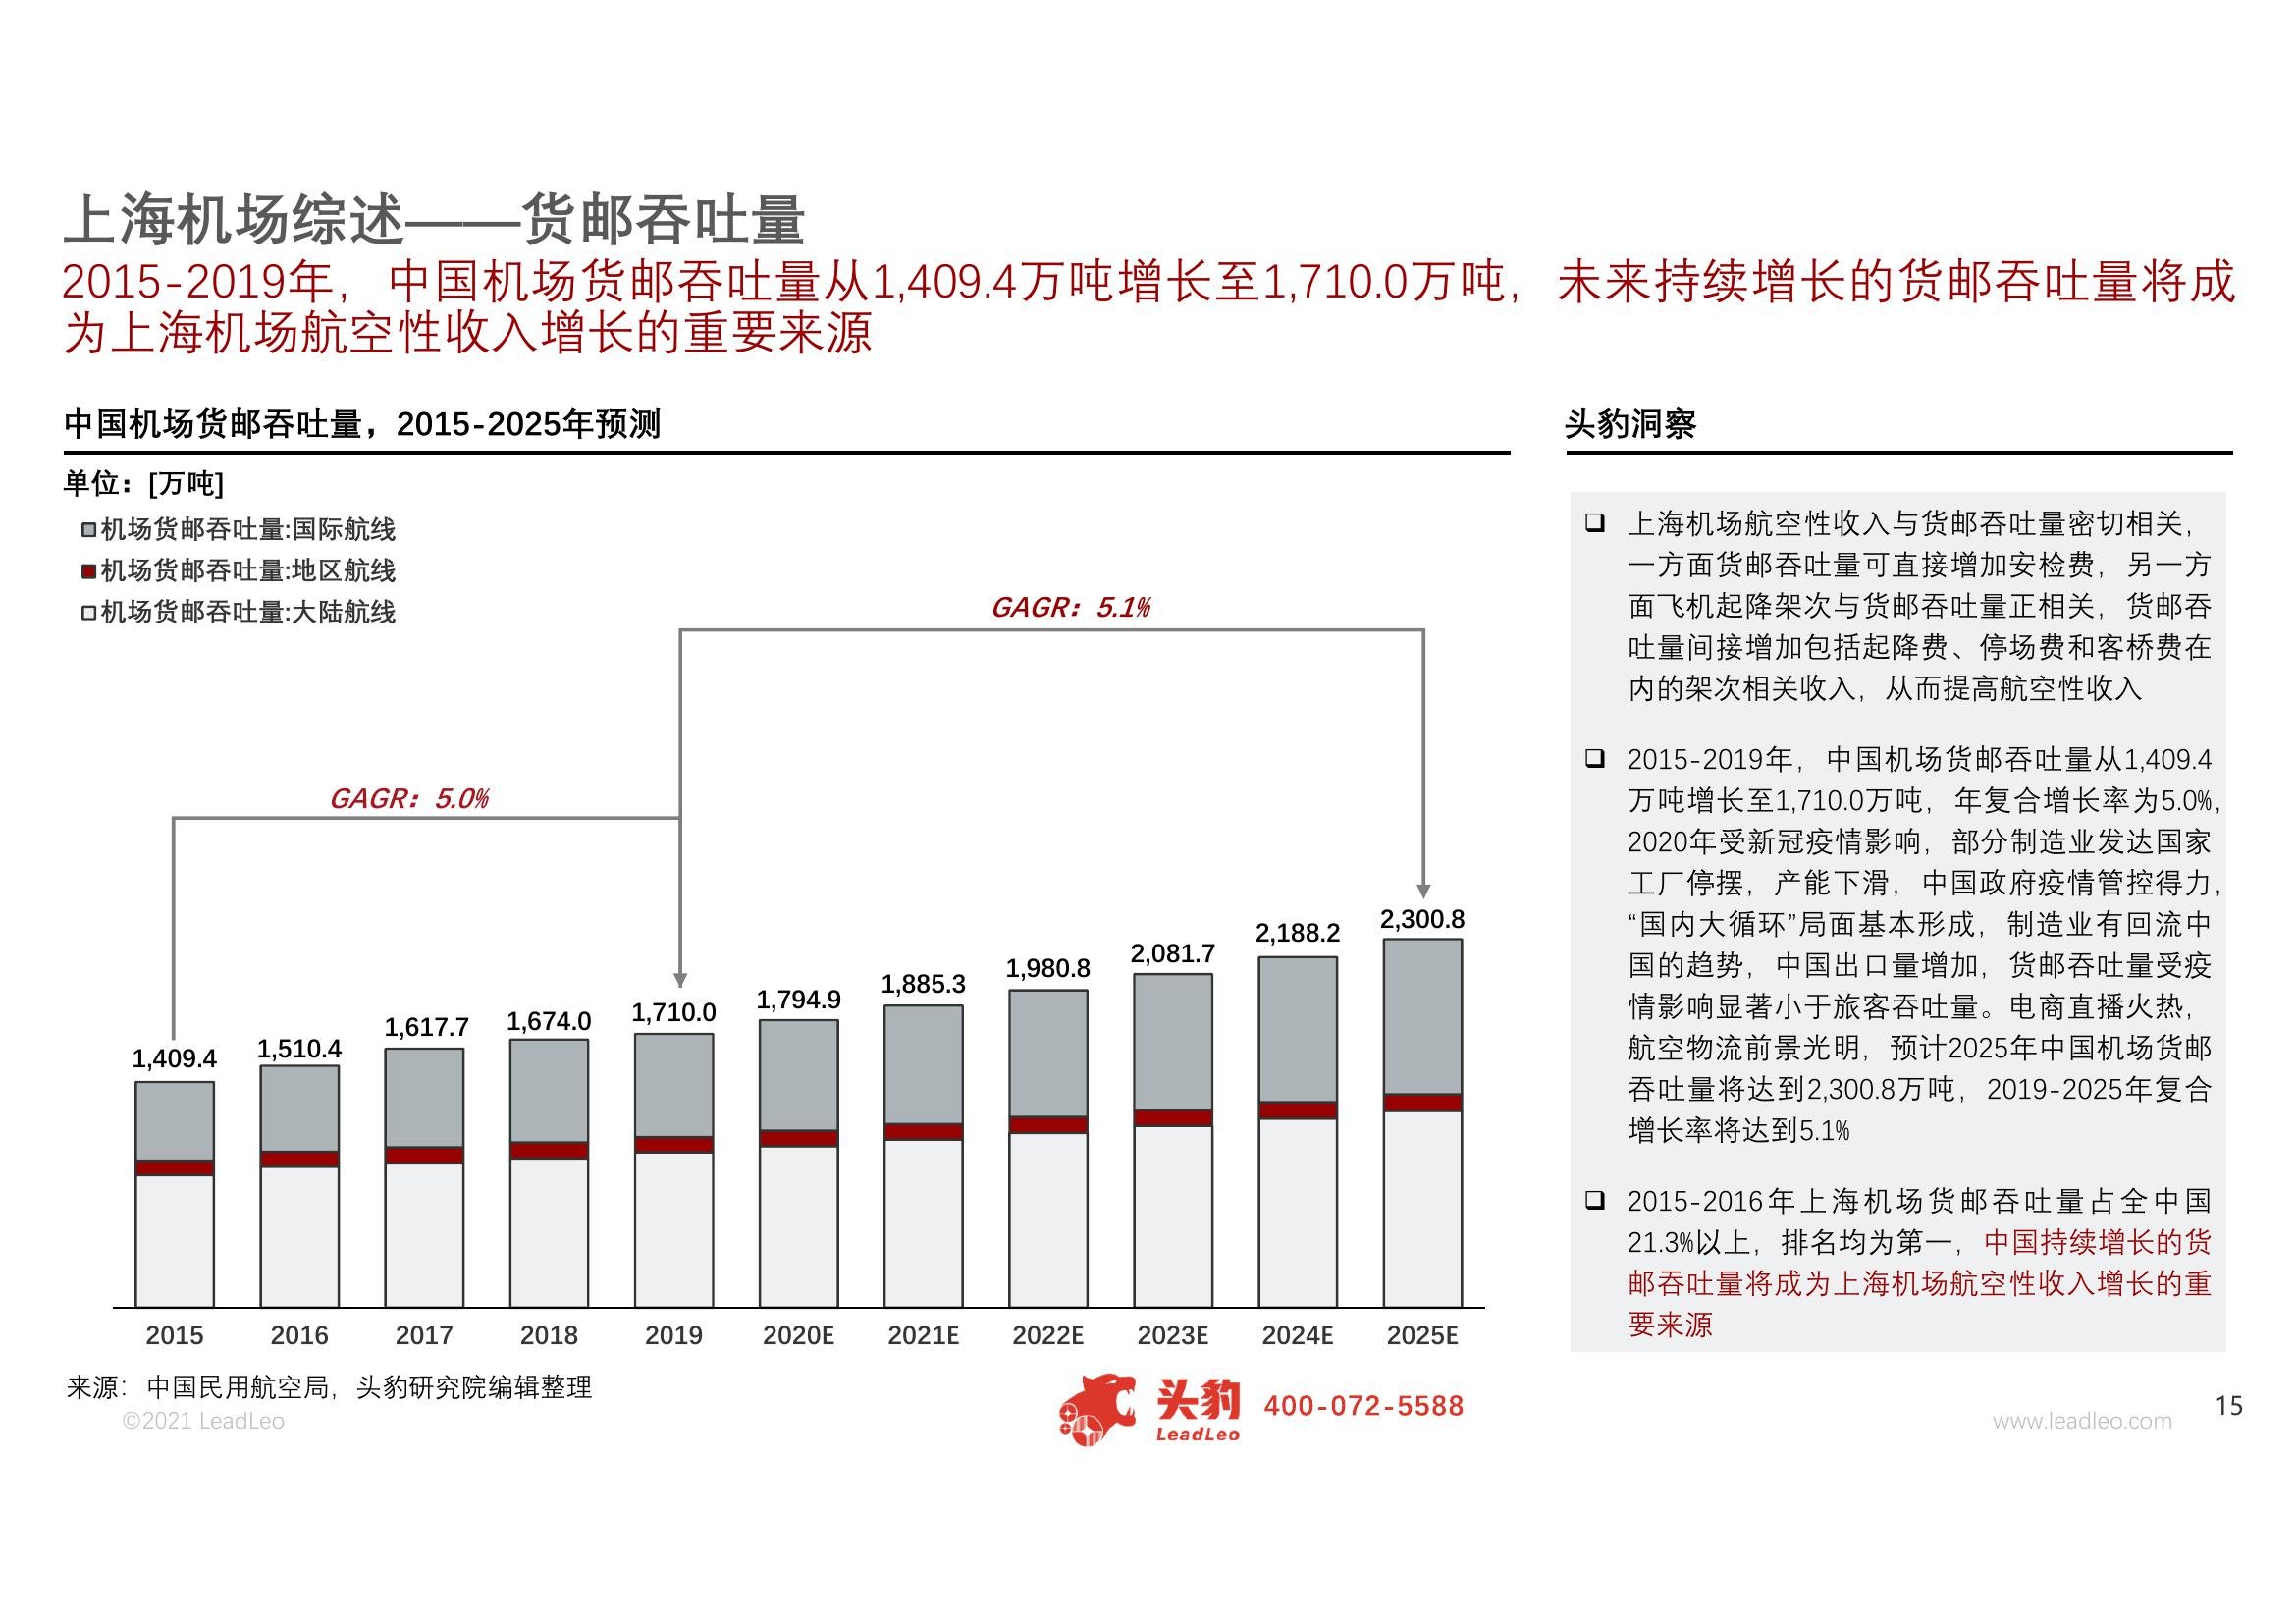 上海机场综述——货邮吞吐量
2015-2019年，中国机场货邮吞吐量从1,409.4万吨增长至1,710.0万吨，未来持续增长的货邮吞吐量将成
为上海机场航空性收入增长的重要来源
中国机场货邮吞吐量，2015-2025年预测
单位：[万吨]
机场货邮吞吐量:国际航线
机场货邮吞吐量:地区航线
机场货邮吞吐量:大陆航线
GAGR：5.1%
GAGR：5.0%
1,409.4
1,510.4
1,617.7
1,674.0
1,710.0
1,794.9
1,885.3
1,980.8
2,081.7
2,188.2
2,300.8
2015
2016
2017
2018
2019
2020E
2021E
2022E
2023E
2024E
2025E
来源：中国民用航空局，头豹研究院编辑整理
头豹洞察
❑ 上海机场航空性收入与货邮吞吐量密切相关，
一方面货邮吞吐量可直接增加安检费，另一方
面飞机起降架次与货邮吞吐量正相关，货邮吞
吐量间接增加包括起降费、停场费和客桥费在
内的架次相关收入，从而提高航空性收入
❑ 2015-2019年，中国机场货邮吞吐量从1,409.4
万吨增长至1,710.0万吨，年复合增长率为5.0%，
2020年受新冠疫情影响，部分制造业发达国家
工厂停摆，产能下滑，中国政府疫情管控得力，
“国内大循环”局面基本形成，制造业有回流中
国的趋势，中国出口量增加，货邮吞吐量受疫
情影响显著小于旅客吞吐量。电商直播火热，
航空物流前景光明，预计2025年中国机场货邮
吞吐量将达到2,300.8万吨，2019-2025年复合
增长率将达到5.1%
❑ 2015-2016年上海机场货邮吞吐量占全中国
21.3%以上，排名均为第一，中国持续增长的货
邮吞吐量将成为上海机场航空性收入增长的重
要来源
©2021 LeadLeo
头豹
LeadLeo
400-072-5588
www.leadleo.com
15